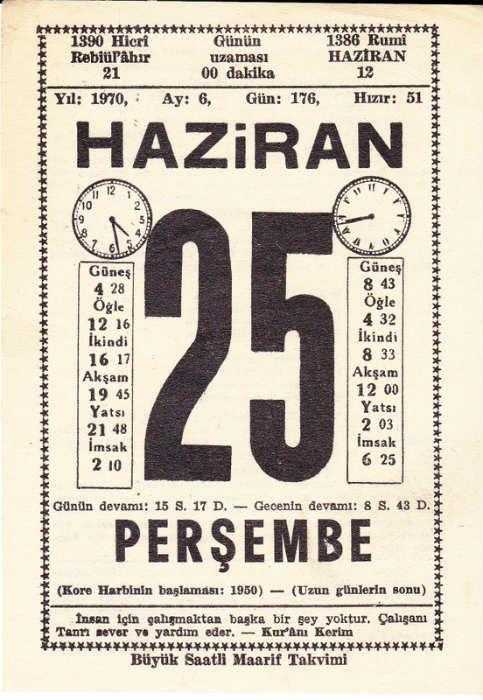 1390 Hicrî
Rebiül'âhır
21
Günün
uzaması
00 dakika
1386 Rumi
HAZİRAN
12
Yıl: 1970, Ay: 6, Gün: 176, Hızır: 51
HAZiRAN
25
Güneş
4 28
Öğle
12 16
İkindi
16 17
Akşam
19 45
Yatsı
21 48
İmsak
2 10
Güneş
8 43
Öğle
4 32
İkindi
8 33
Akşam
12 00
Yatsı
2 03
İmsak
6 25
Günün devamı: 15 S. 17 D. — Gecenin devamı: 8 S. 43 D.
PERŞEMBE
(Kore Harbinin başlaması: 1950) — (Uzun günlerin sonu)
İnsan için çalışmaktan başka bir şey yoktur. Çalışanı
Tanrı sever ve yardım eder. — Kur'ânı Kerim
Büyük Saatli Maarif Takvimi